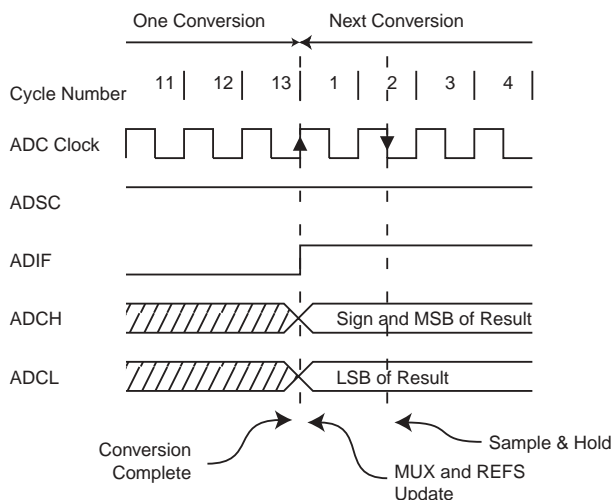 One Conversion Next Conversion
Cycle Number 11 12 13 1 2 3 4
ADC Clock
ADSC
ADIF
ADCH Sign and MSB of Result
ADCL LSB of Result
Conversion
Complete
MUX and REFS
Update
Sample & Hold